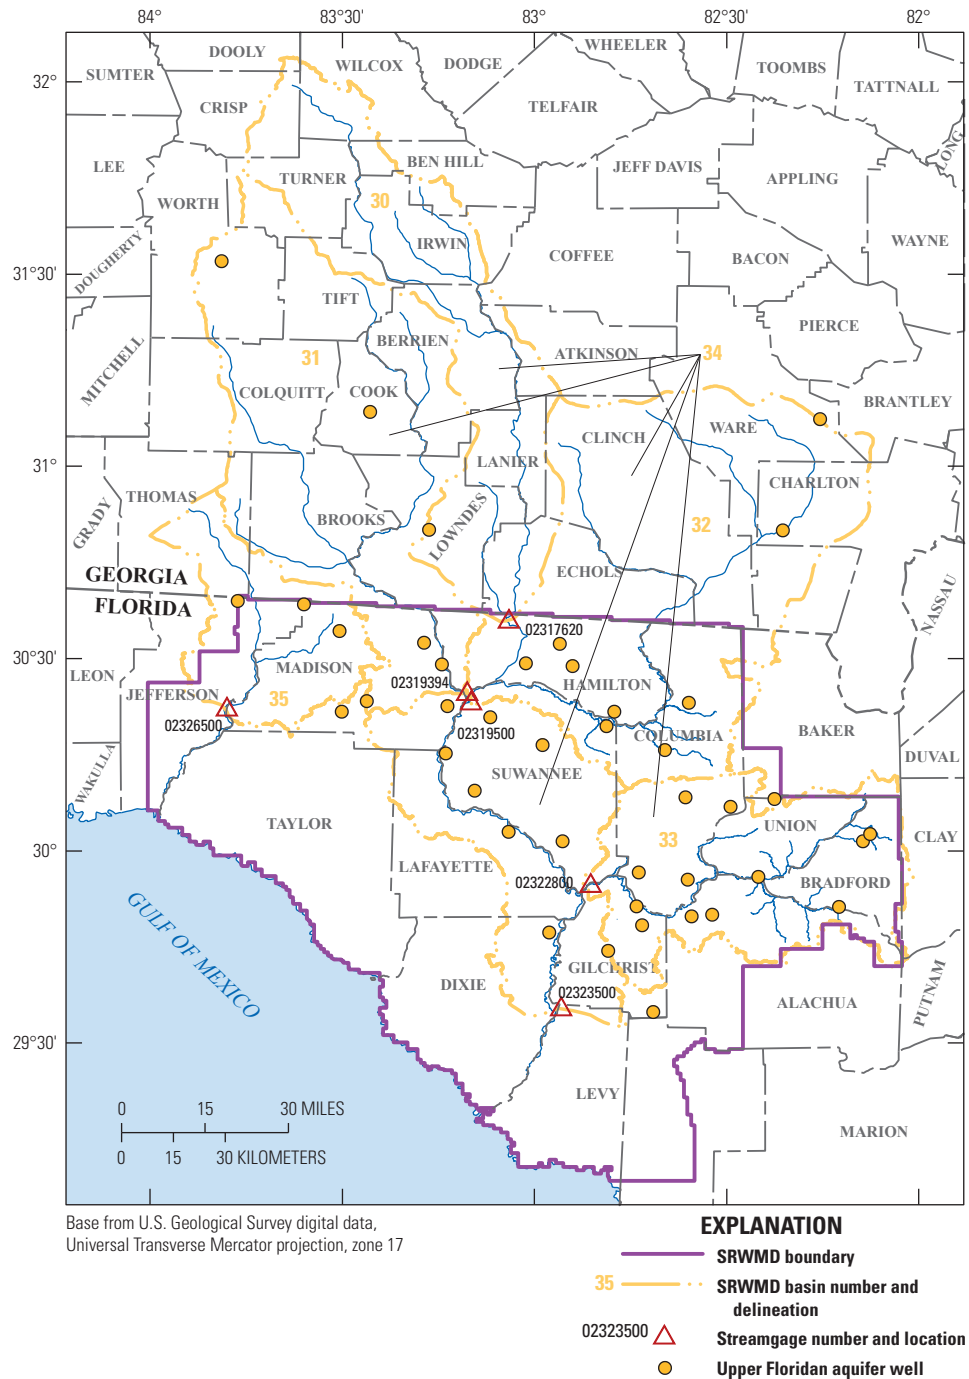 84° 83°30' 83° 82°30' 82°
32°
31°30'
31°
30°30'
30°
29°30'
DOOLY
WILCOX
DODGE
WHEELER
TOOMBS
TATTNALL
SUMTER
CRISP
TELFAIR
LONG
LEE
TURNER
BEN HILL
JEFF DAVIS
APPLING
WORTH
30
IRWIN
WAYNE
DOUGHERTY
COFFEE
BACON
TIFT
PIERCE
MITCHELL
31
BERRIEN
ATKINSON
34
COLQUITT
COOK
BRANTLEY
CLINCH
WARE
LANIER
CHARLTON
THOMAS
GRADY
BROOKS
LOWNDES
32
ECHOLS
GEORGIA
FLORIDA
NASSAU
02317620
LEON
JEFFERSON
MADISON
02319394
HAMILTON
35
02326500
02319500
COLUMBIA
BAKER
WAKULLA
SUWANNEE
DUVAL
TAYLOR
33
UNION
CLAY
LAFAYETTE
02322800
BRADFORD
GULF OF MEXICO
DIXIE
GILCHRIST
02323500
ALACHUA
PUTNAM
LEVY
MARION
0 15 30 MILES
0 15 30 KILOMETERS
Base from U.S. Geological Survey digital data,
Universal Transverse Mercator projection, zone 17
EXPLANATION
SRWMD boundary
35 SRWMD basin number and
delineation
02323500 Streamgage number and location
Upper Floridan aquifer well